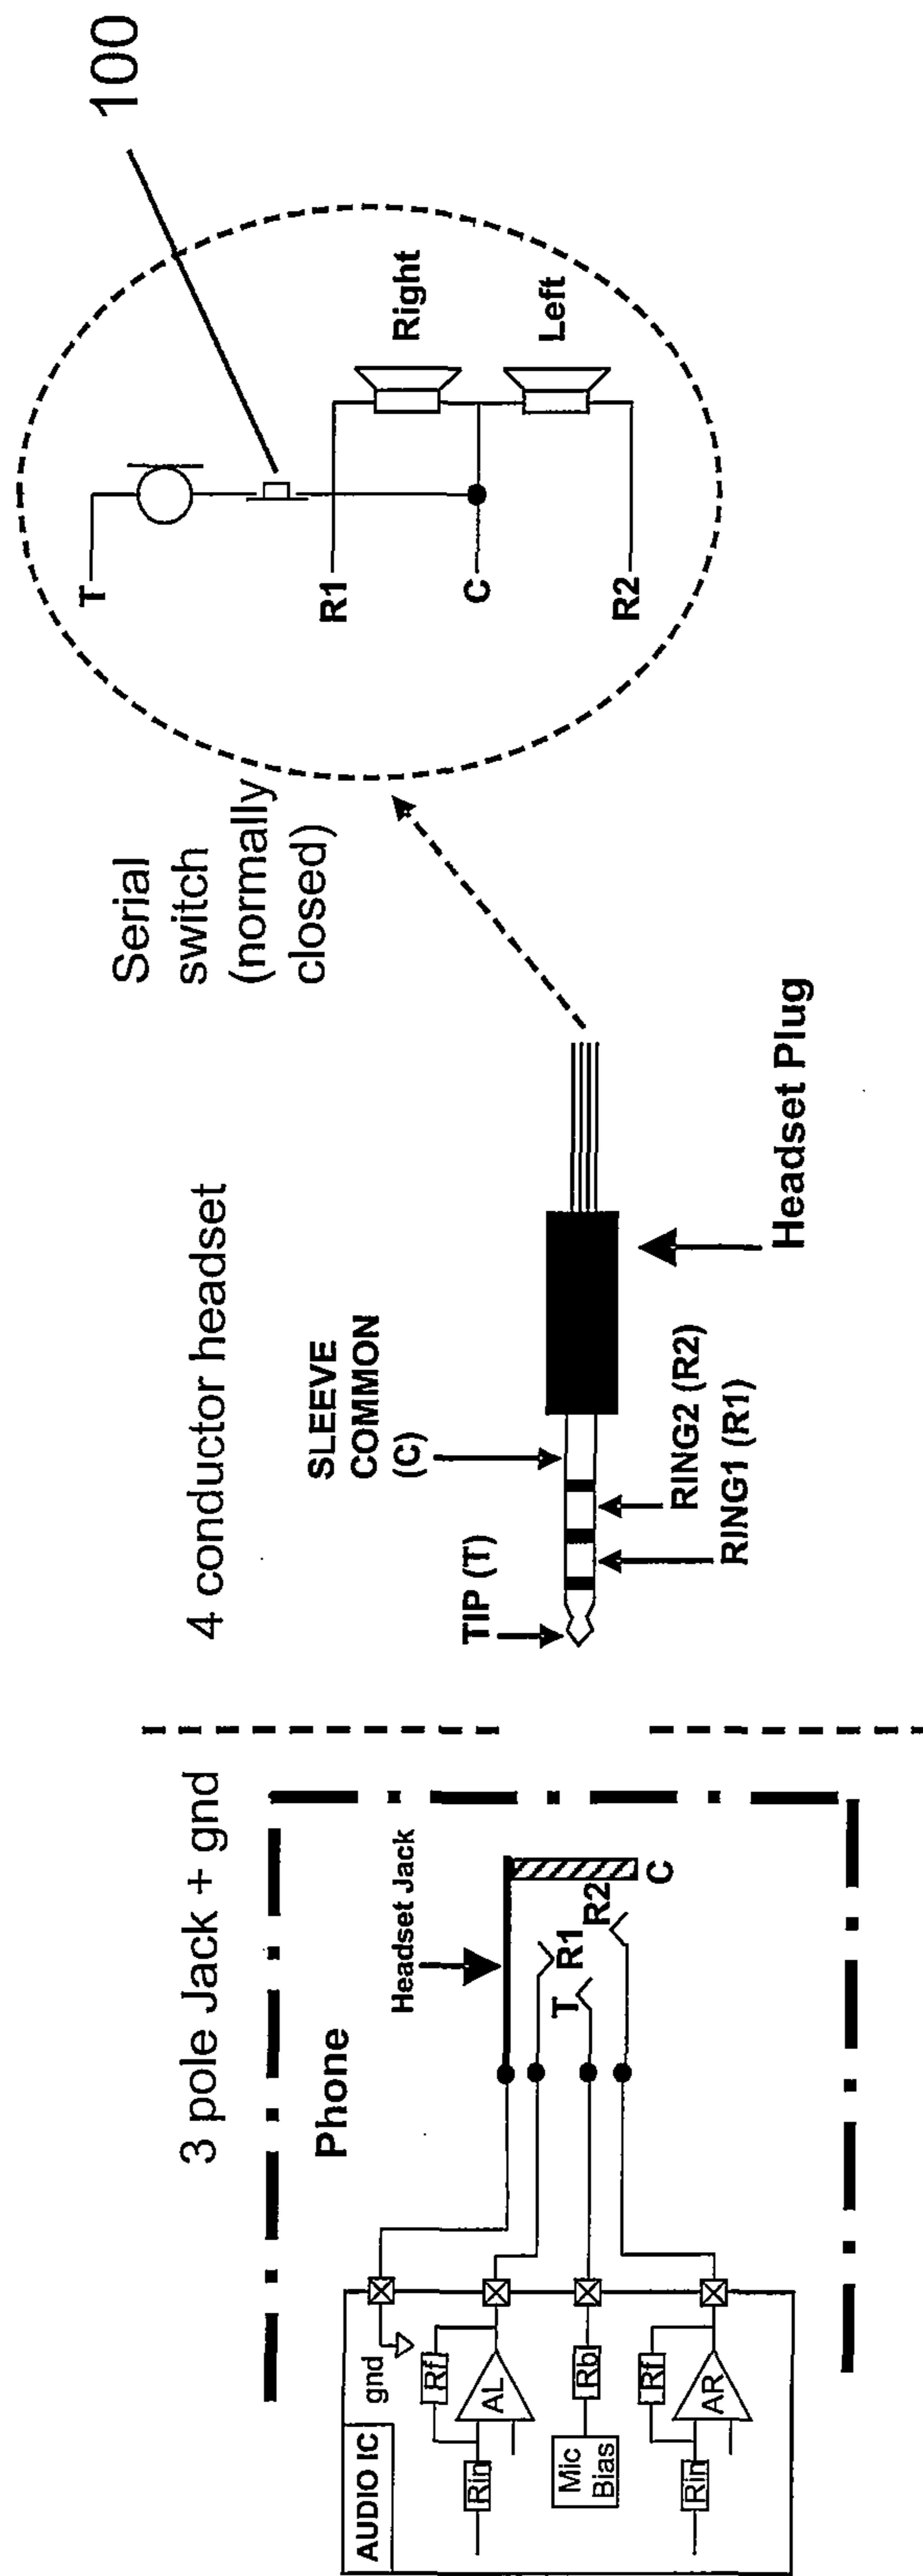 3 pole Jack + gnd
4 conductor headset
Serial
switch
(normally
closed)
100
Phone
Headset Jack
AUDIO IC
gnd
Rin
Rf
AL
Mic
Bias
Rb
Rin
Rf
AR
T
R1
R2
C
TIP (T)
SLEEVE
COMMON
(C)
RING2 (R2)
RING1 (R1)
Headset Plug
T
R1
C
R2
Right
Left